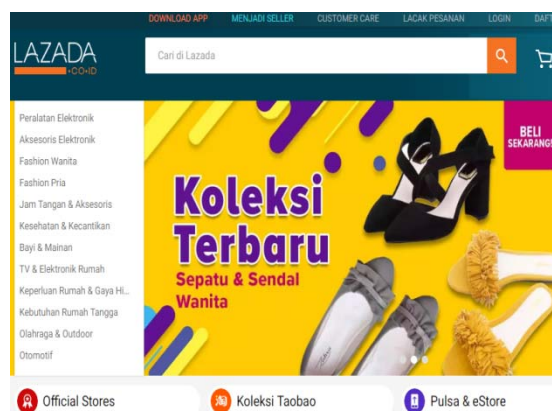 DOWNLOAD APP MENJADI SELLER CUSTOMER CARE LACAK PESANAN LOGIN DAFT
LAZADA
•CO•ID
Cari di Lazada
Peralatan Elektronik
Aksesoris Elektronik
Fashion Wanita
Fashion Pria
Jam Tangan & Aksesoris
Kesehatan & Kecantikan
Bayi & Mainan
TV & Elektronik Rumah
Keperluan Rumah & Gaya Hi...
Kebutuhan Rumah Tangga
Olahraga & Outdoor
Otomotif
Koleksi
Terbaru
Sepatu & Sendal
Wanita
BELI
SEKARANG!
Official Stores
Koleksi Taobao
Pulsa & eStore